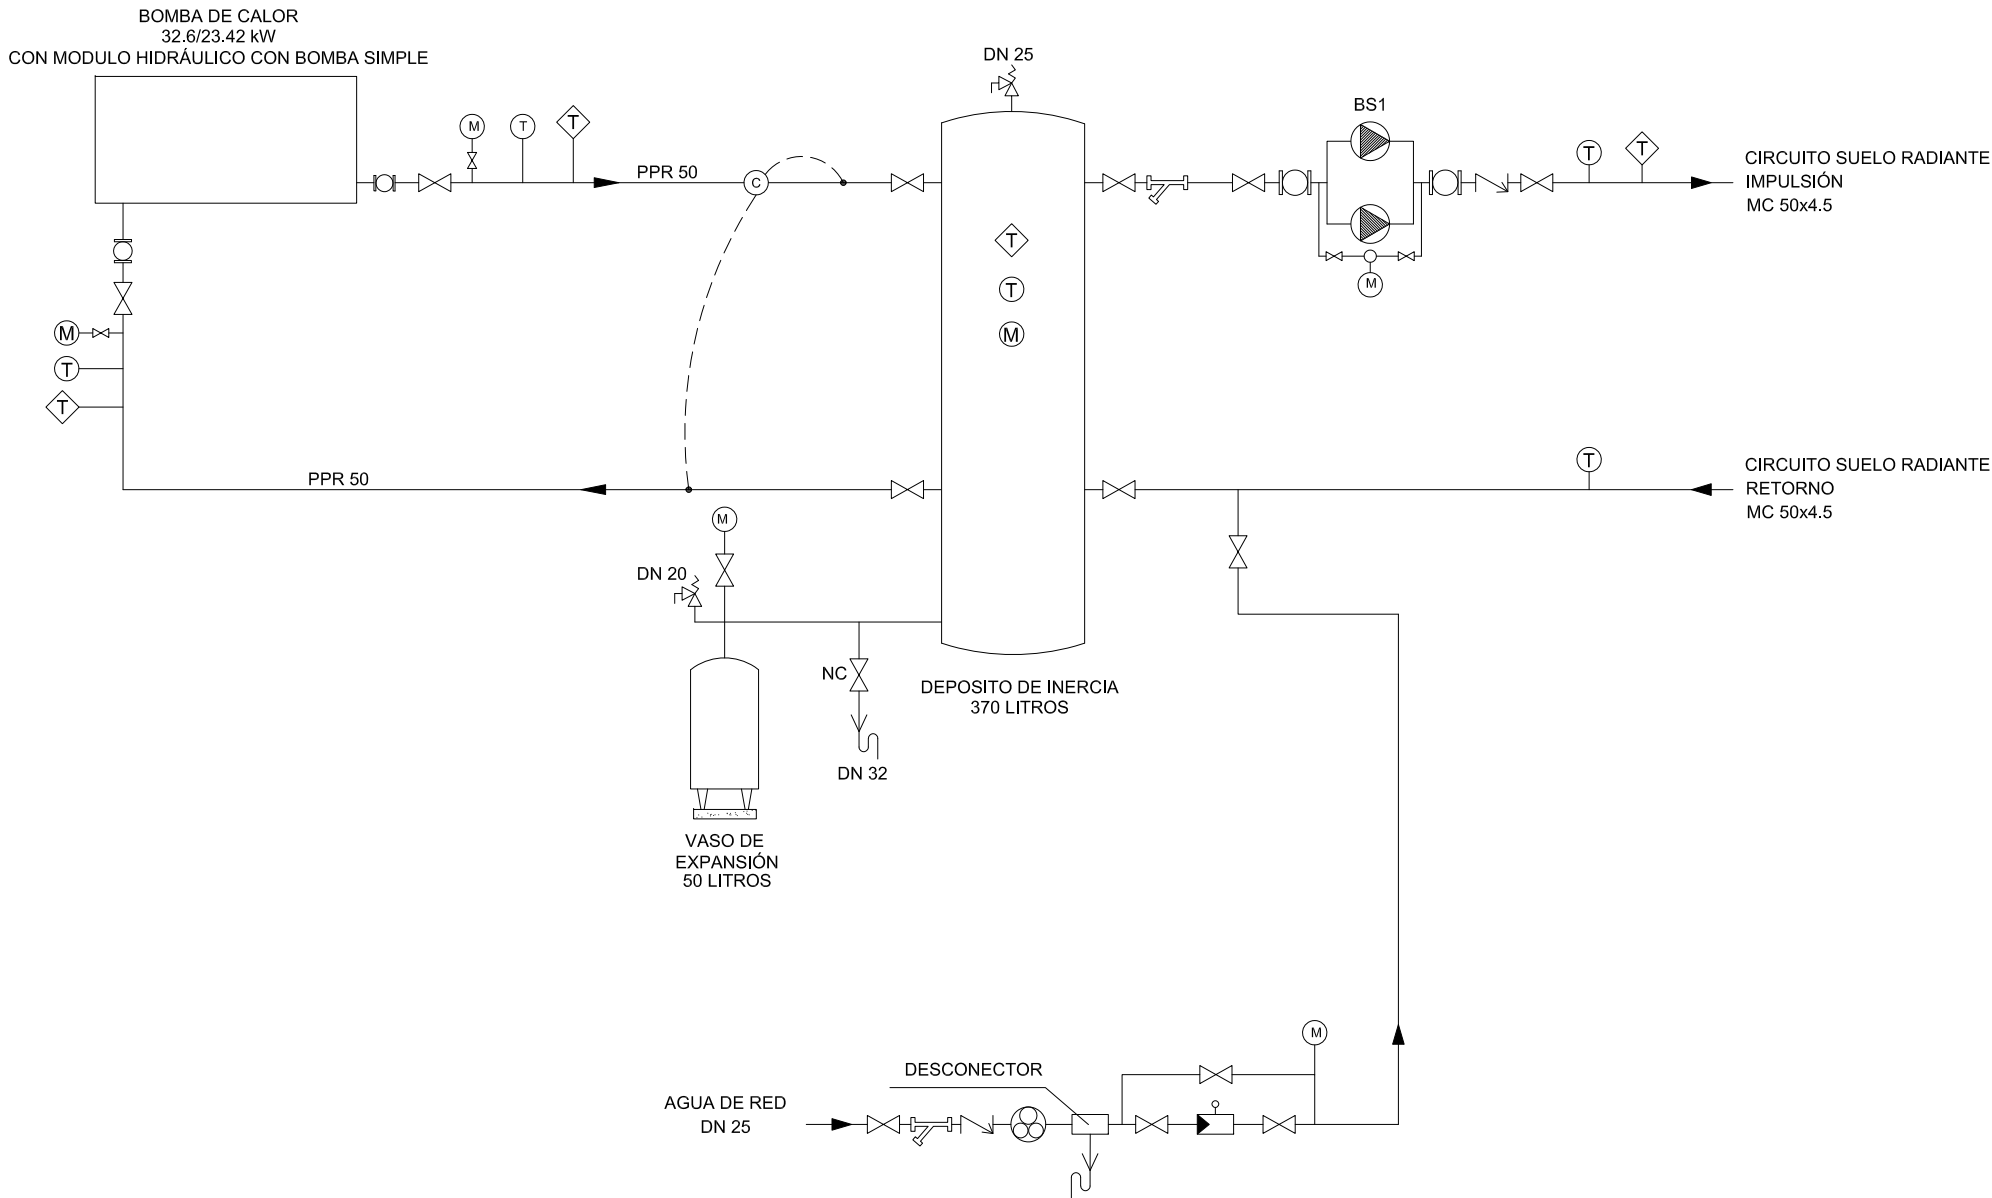 BOMBA DE CALOR
32.6/23.42 kW
CON MODULO HIDRÁULICO CON BOMBA SIMPLE
DN 25
BS1
M
T
T
PPR 50
C
T
T
CIRCUITO SUELO RADIANTE
IMPULSIÓN
MC 50x4.5
T
T
M
M
M
T
T
PPR 50
T
CIRCUITO SUELO RADIANTE
RETORNO
MC 50x4.5
M
DN 20
NC
DN 32
DEPOSITO DE INERCIA
370 LITROS
VASO DE
EXPANSIÓN
50 LITROS
M
DESCONECTOR
AGUA DE RED
DN 25